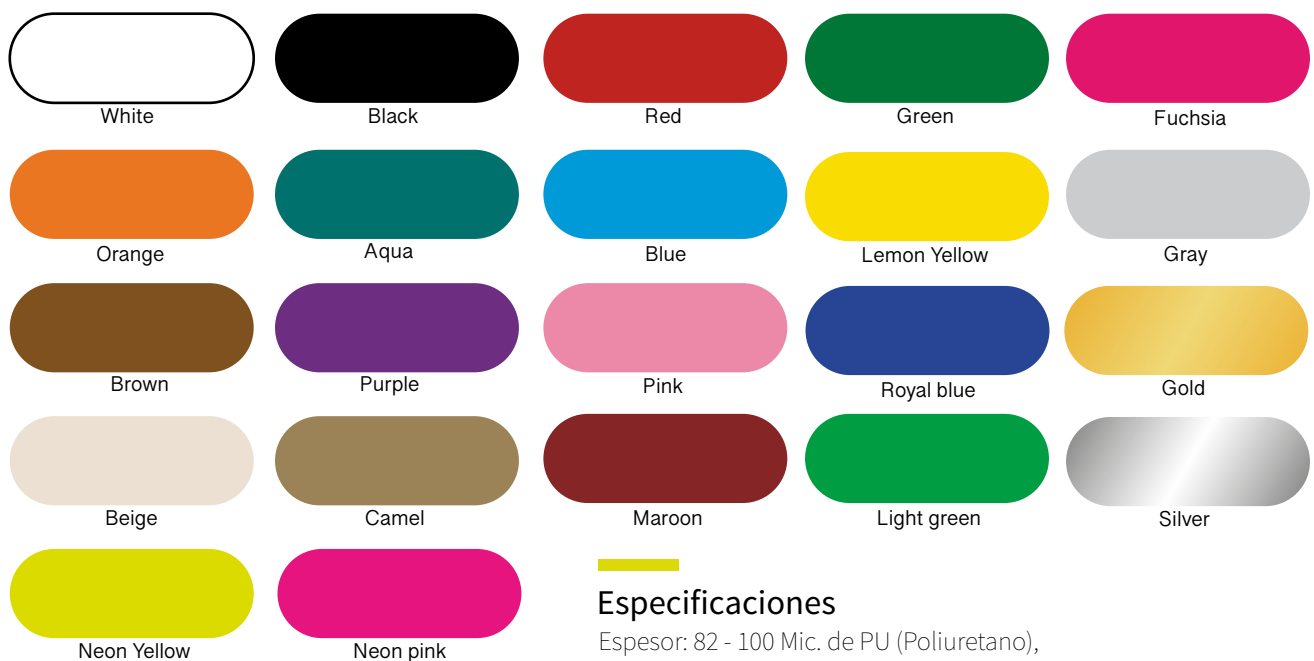 White
Black
Red
Green
Fuchsia
Orange
Aqua
Blue
Lemon Yellow
Gray
Brown
Purple
Pink
Royal blue
Gold
Beige
Camel
Maroon
Light green
Silver
Neon Yellow
Neon pink
Especificaciones
Espesor: 82 - 100 Mic. de PU (Poliuretano),